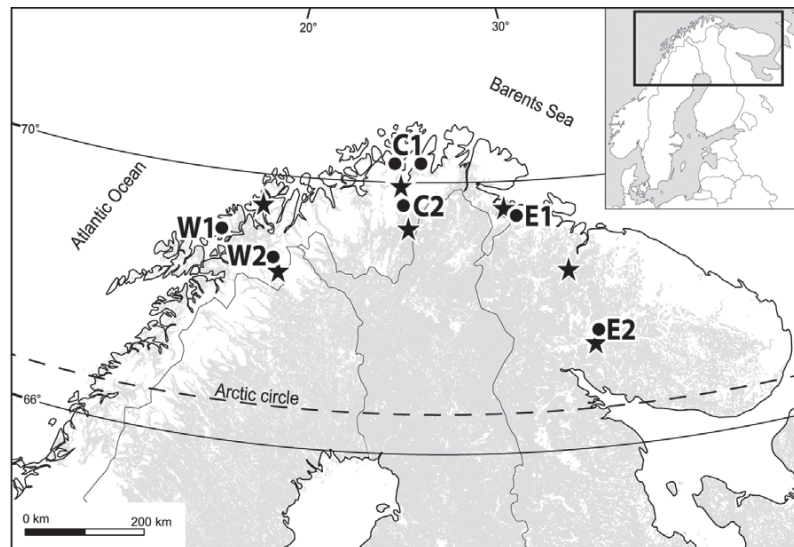 20°
30°
Barents Sea
70°
C1
Atlantic Ocean
C2
W1
E1
W2
E2
Arctic circle
66°
0 km
200 km